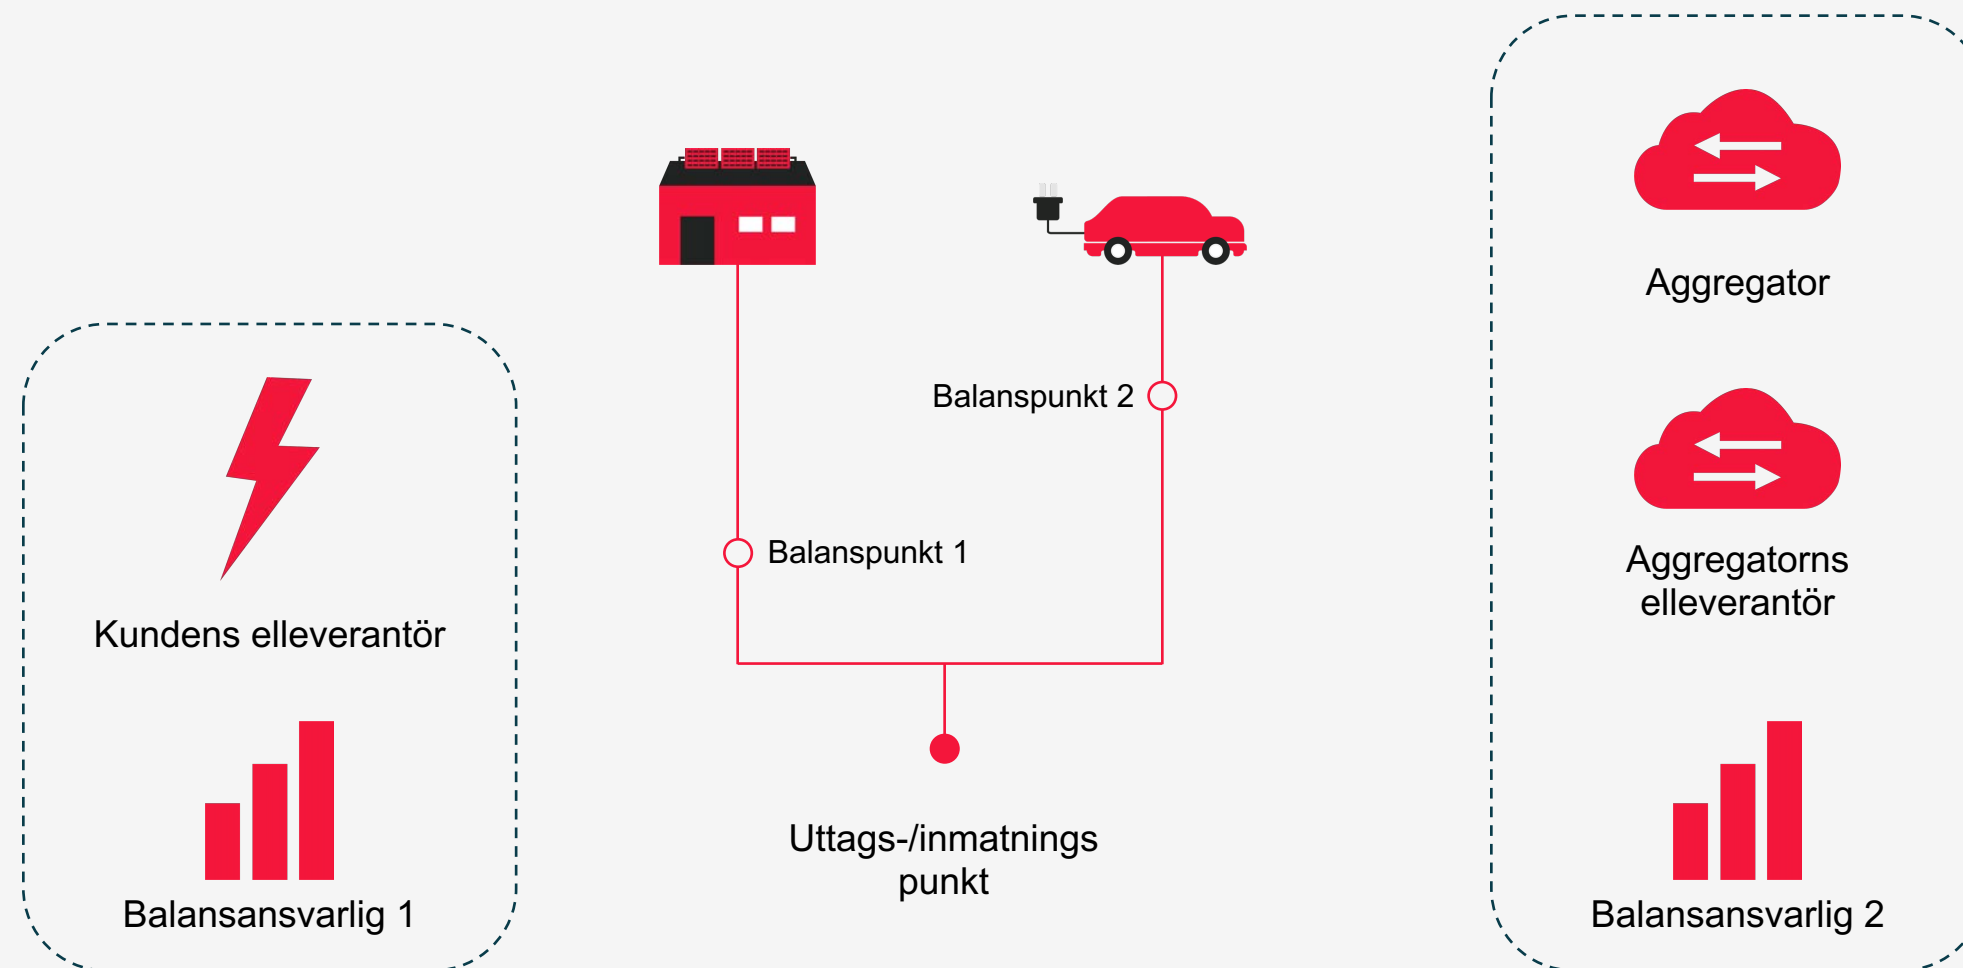 Kundens elleverantör
Balansansvarlig 1
Balanspunkt 2
Balanspunkt 1
Uttags-/inmatnings
punkt
Aggregator
Aggregatorns
elleverantör
Balansansvarlig 2